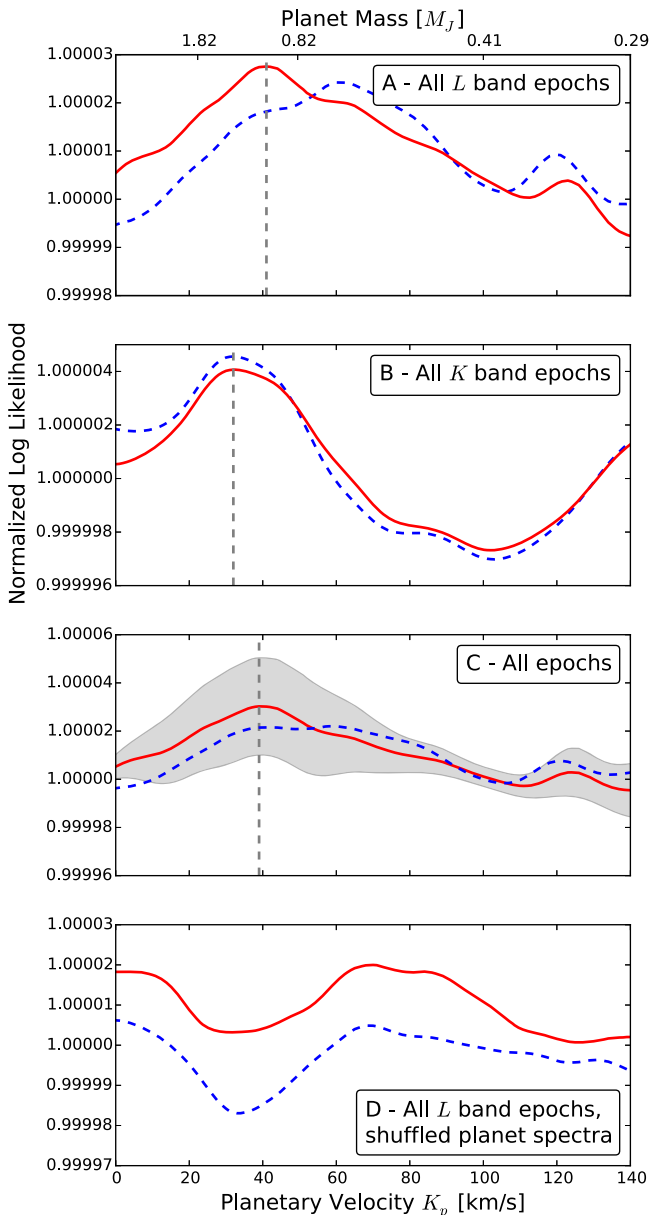 Planet Mass [M_J]
1.82 0.82 0.41 0.29
A - All L band epochs
1.00003
1.00002
1.00001
1.00000
0.99999
0.99998
B - All K band epochs
1.000004
1.000002
1.000000
0.999998
0.999996
Normalized Log Likelihood
C - All epochs
1.00006
1.00004
1.00002
1.00000
0.99998
0.99996
1.00003
1.00002
1.00001
1.00000
0.99999
0.99998
0.99997
D - All L band epochs,
shuffled planet spectra
0 20 40 60 80 100 120 140
Planetary Velocity K_p [km/s]